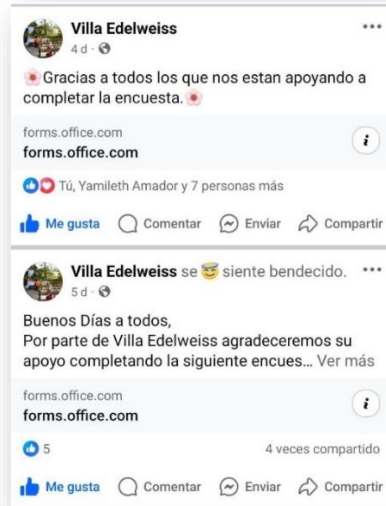 Villa Edelweiss
4 d
Gracias a todos los que nos estan apoyando a
completar la encuesta.
forms.office.com
forms.office.com
Tú, Yamileth Amador y 7 personas más
Me gusta Comentar Enviar Compartir
Villa Edelweiss se 😇 siente bendecido.
5 d
Buenos Días a todos,
Por parte de Villa Edelweiss agradeceremos su
apoyo completando la siguiente encues... Ver más
forms.office.com
forms.office.com
5 4 veces compartido
Me gusta Comentar Enviar Compartir